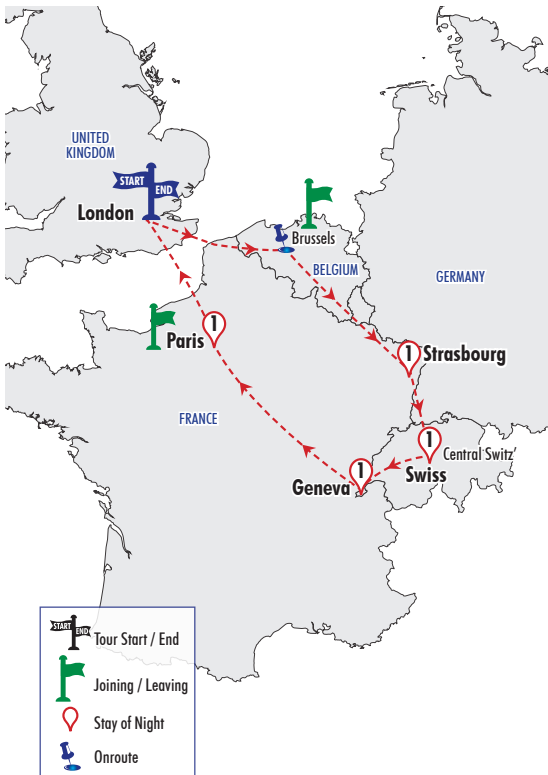 UNITED
KINGDOM
START
END
London
Brussels
BELGIUM
GERMANY
1
Paris
1
Strasbourg
FRANCE
1
Central Switz'
Swiss
1
Geneva
START
END
Tour Start / End
Joining / Leaving
Stay of Night
Onroute